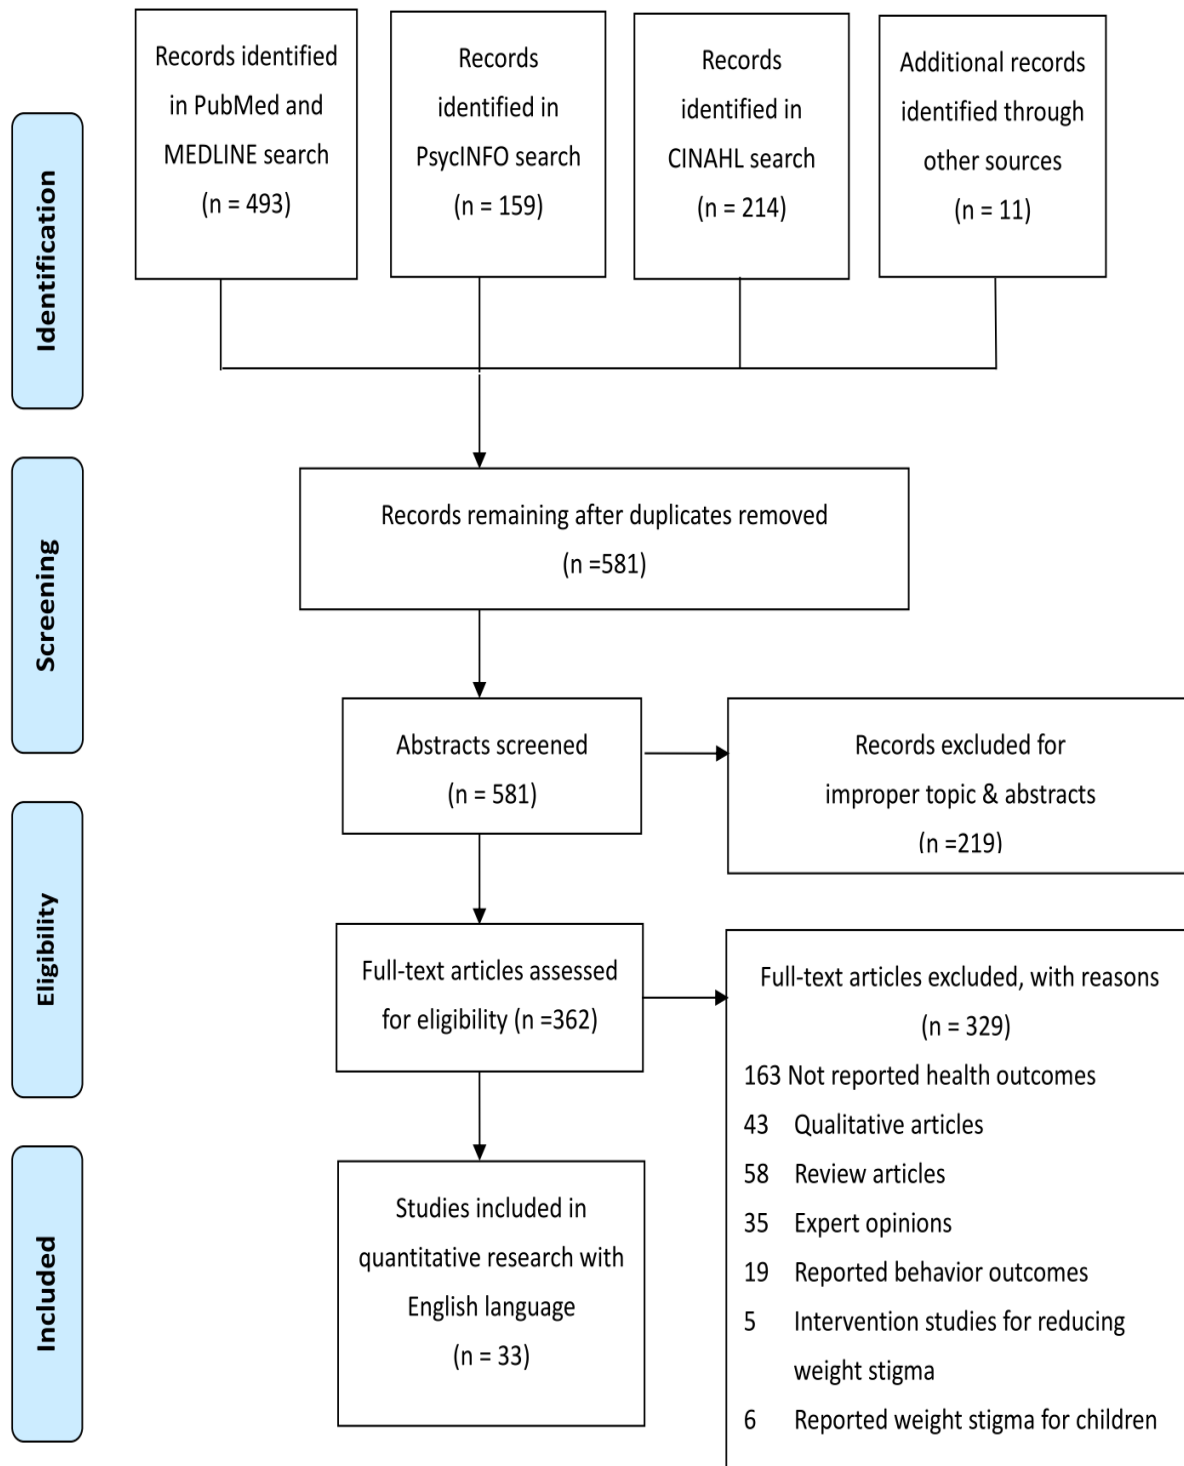 Identification
Records identified
in PubMed and
MEDLINE search
(n = 493)
Records
identified in
PsycINFO search
(n = 159)
Records
identified in
CINAHL search
(n = 214)
Additional records
identified through
other sources
(n = 11)
Screening
Records remaining after duplicates removed
(n =581)
Abstracts screened
(n = 581)
Records excluded for
improper topic & abstracts
(n =219)
Eligibility
Full-text articles assessed
for eligibility (n =362)
Full-text articles excluded, with reasons
(n = 329)
163 Not reported health outcomes
43 Qualitative articles
58 Review articles
35 Expert opinions
19 Reported behavior outcomes
5 Intervention studies for reducing
weight stigma
6 Reported weight stigma for children
Included
Studies included in
quantitative research with
English language
(n = 33)